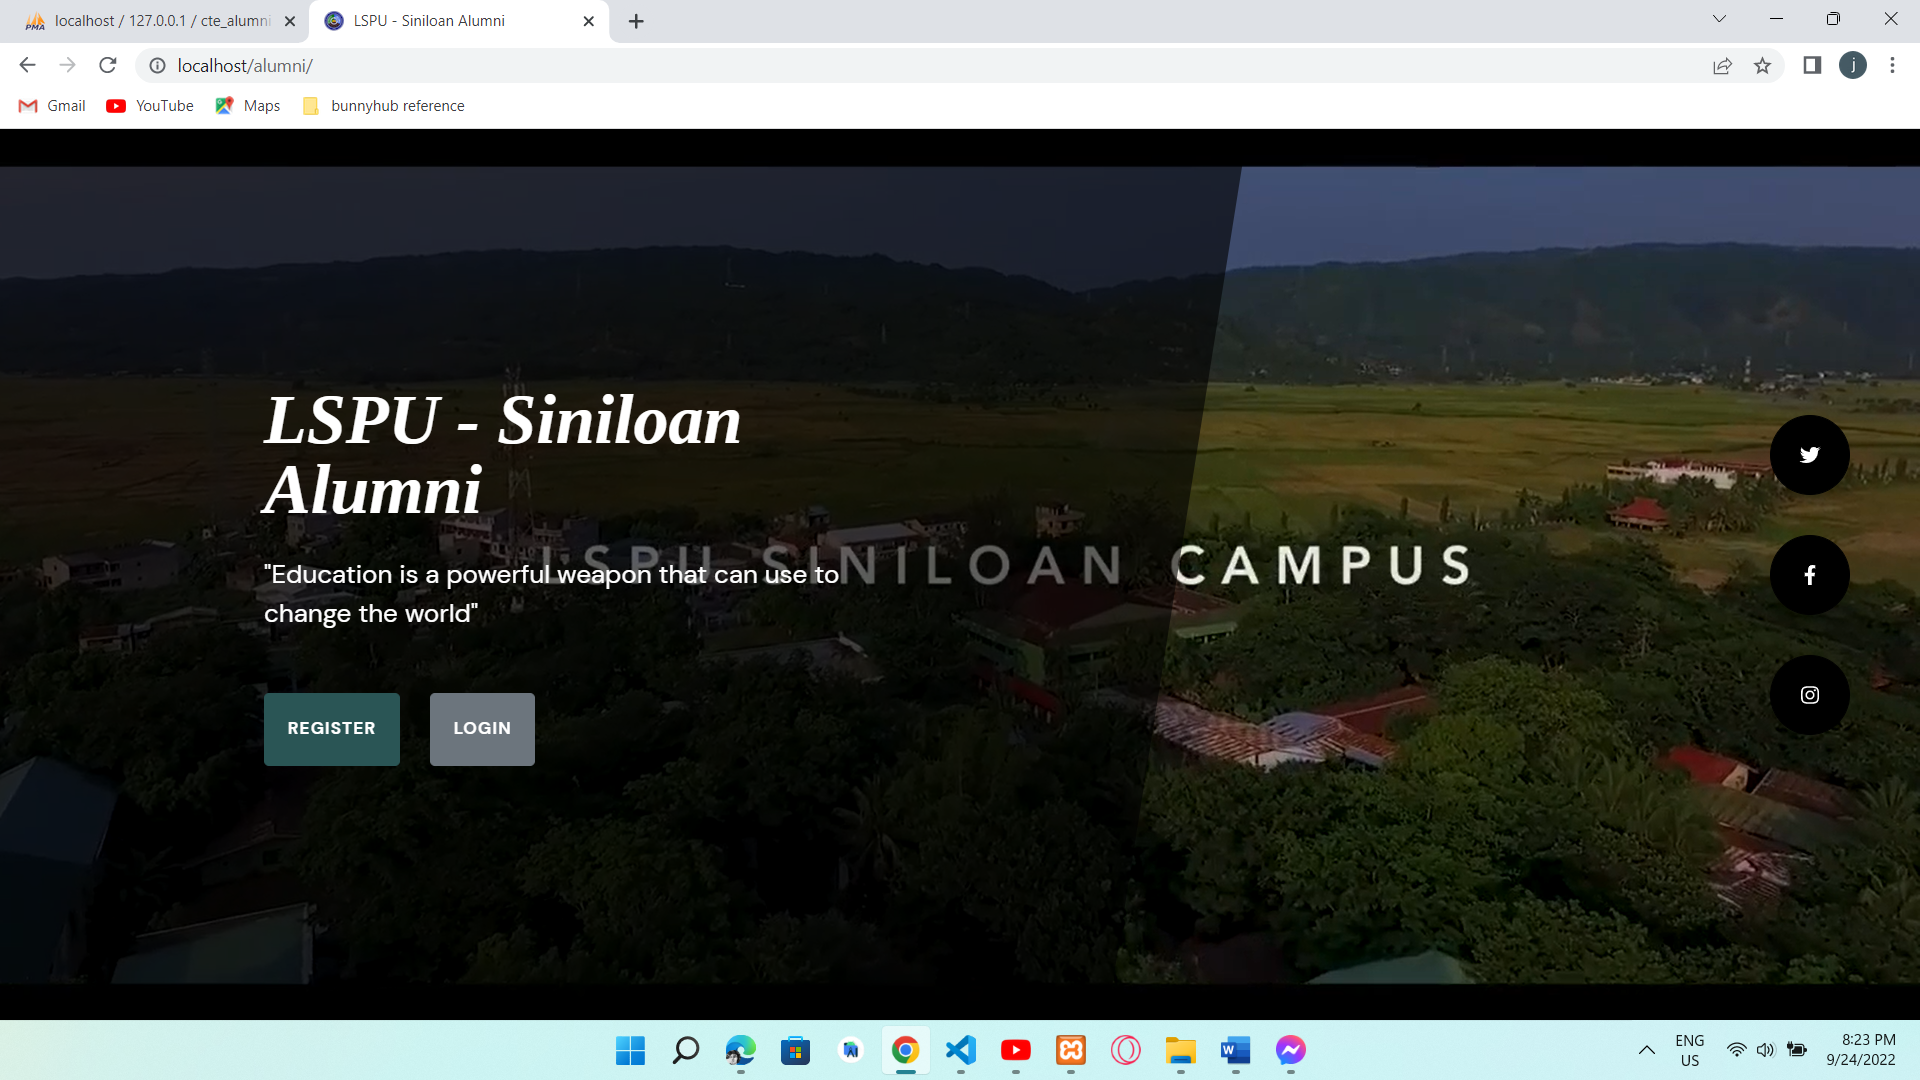 localhost / 127.0.0.1 / cte_alumni
LSPU - Siniloan Alumni
localhost/alumni/
j
Gmail
YouTube
Maps
bunnyhub reference
LSPU - Siniloan
Alumni
LSPU SINILOAN CAMPUS
"Education is a powerful weapon that can use to
change the world"
REGISTER
LOGIN
ENG
US
8:23 PM
9/24/2022